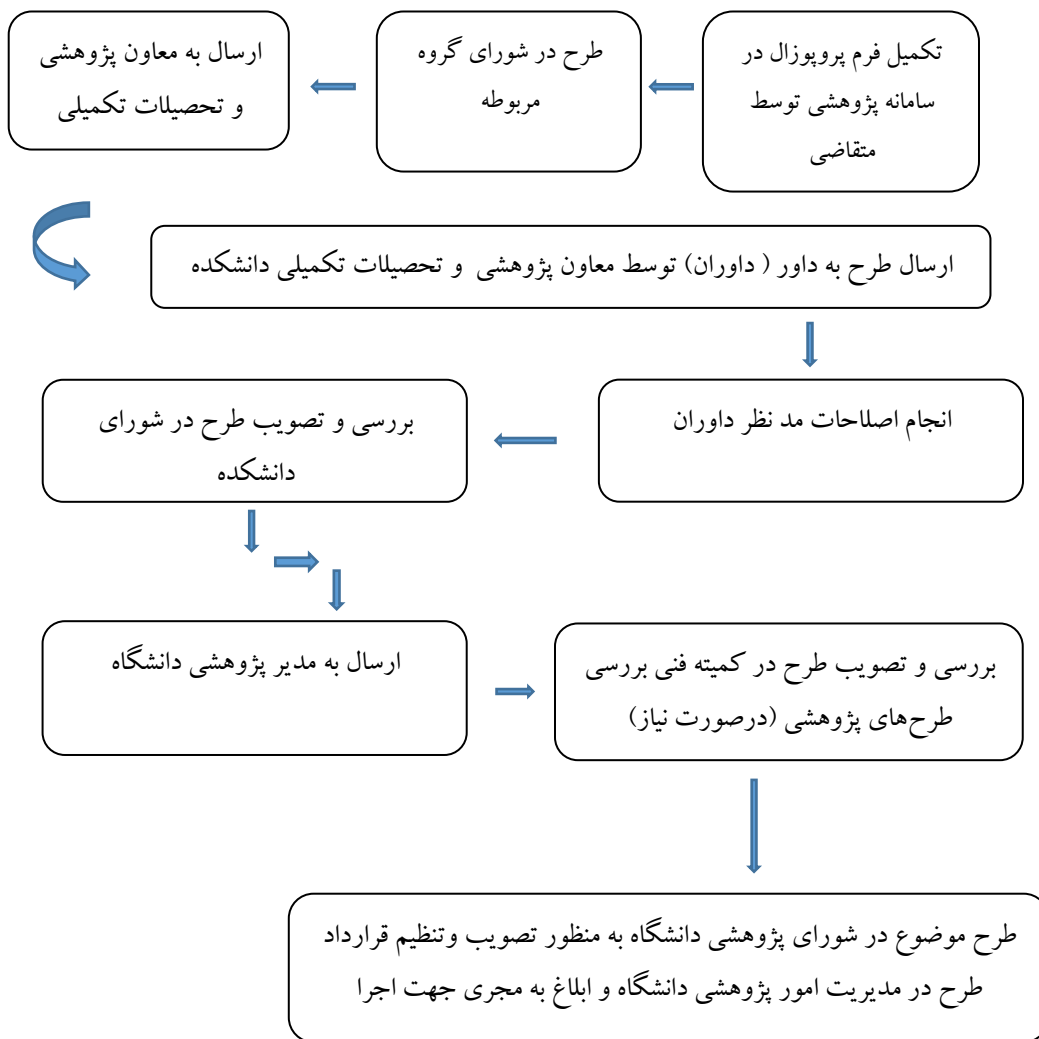 تکمیل فرم پروپوزال در
سامانه پژوهشی توسط
متقاضی
طرح در شورای گروه
مربوطه
ارسال به معاون پژوهشی
و تحصیلات تکمیلی
ارسال طرح به داور ( داوران) توسط معاون پژوهشی و تحصیلات تکمیلی دانشکده
انجام اصلاحات مد نظر داوران
بررسی و تصویب طرح در شورای
دانشکده
ارسال به مدیر پژوهشی دانشگاه
بررسی و تصویب طرح در کمیته فنی بررسی
طرح‌های پژوهشی (درصورت نیاز)
طرح موضوع در شورای پژوهشی دانشگاه به منظور تصویب وتنظیم قرارداد
طرح در مدیریت امور پژوهشی دانشگاه و ابلاغ به مجری جهت اجرا